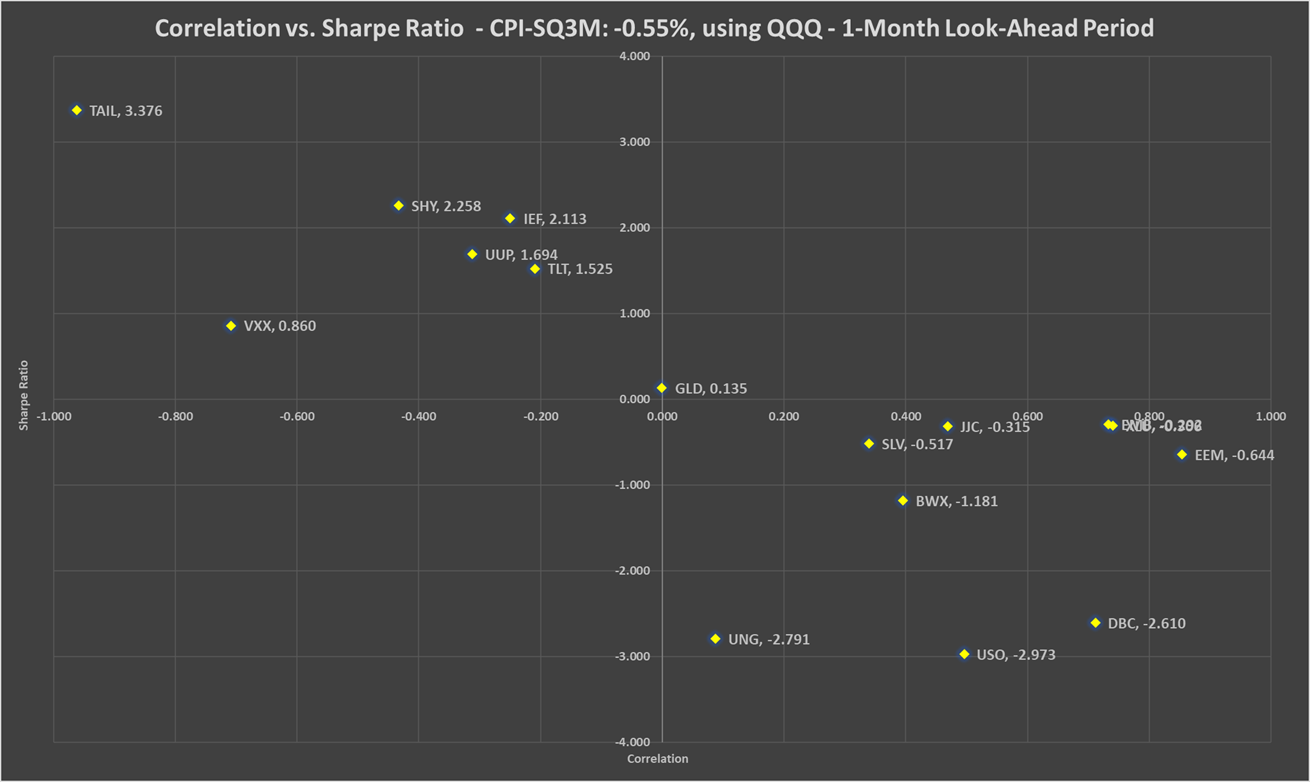 Correlation vs. Sharpe Ratio - CPI-SQ3M: -0.55%, using QQQ - 1-Month Look-Ahead Period
4.000
TAIL, 3.376
3.000
SHY, 2.258
IEF, 2.113
2.000
UUP, 1.694
TLT, 1.525
1.000
VXX, 0.860
Sharpe Ratio
GLD, 0.135
0.000
-1.000 -0.800 -0.600 -0.400 -0.200 0.000 0.200 0.400 0.600 0.800 1.000
JJC, -0.315
SLV, -0.517
EEM, -0.644
-1.000
BWX, -1.181
-2.000
DBC, -2.610
UNG, -2.791
-3.000
USO, -2.973
-4.000
Correlation